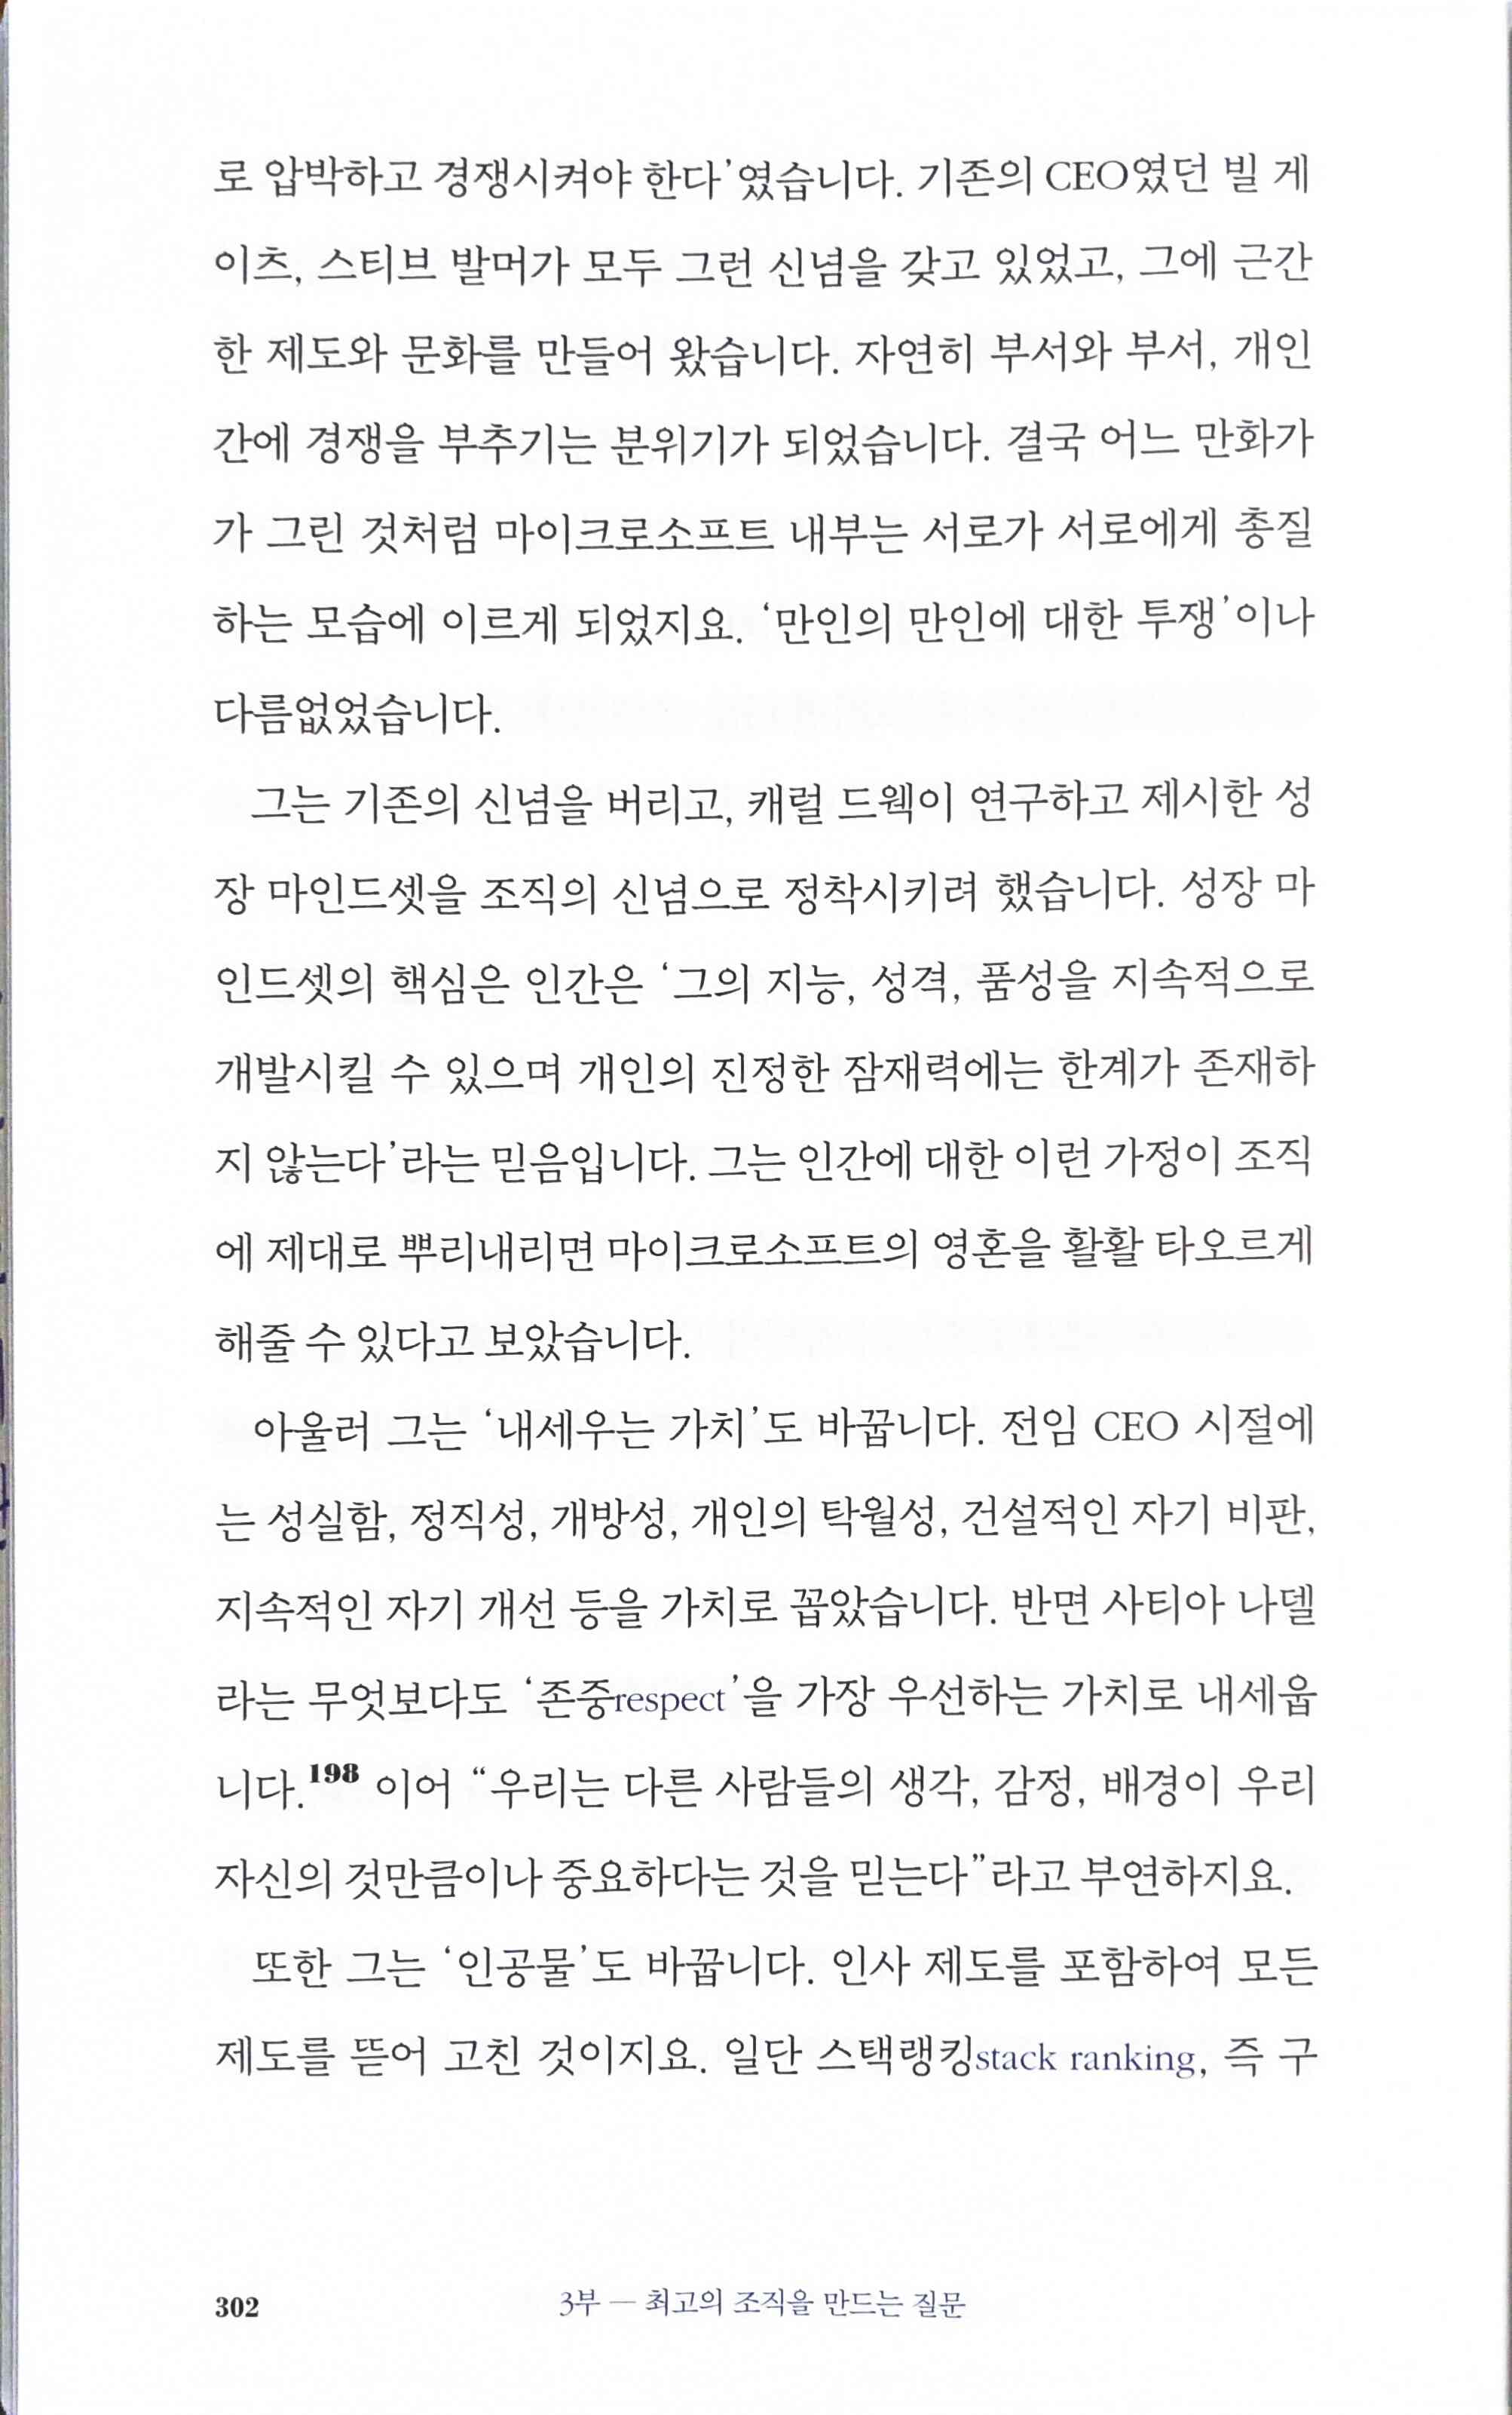 로 압박하고 경쟁시켜야 한다’였습니다. 기존의 CEO였던 빌 게
이츠, 스티브 발머가 모두 그런 신념을 갖고 있었고, 그에 근간
한 제도와 문화를 만들어 왔습니다. 자연히 부서와 부서, 개인
간에 경쟁을 부추기는 분위기가 되었습니다. 결국 어느 만화가
가 그린 것처럼 마이크로소프트 내부는 서로가 서로에게 총질
하는 모습에 이르게 되었지요. ‘만인의 만인에 대한 투쟁’이나
다름없었습니다.
그는 기존의 신념을 버리고, 캐럴 드웩이 연구하고 제시한 성
장 마인드셋을 조직의 신념으로 정착시키려 했습니다. 성장 마
인드셋의 핵심은 인간은 ‘그의 지능, 성격, 품성을 지속적으로
개발시킬 수 있으며 개인의 진정한 잠재력에는 한계가 존재하
지 않는다’라는 믿음입니다. 그는 인간에 대한 이런 가정이 조직
에 제대로 뿌리내리면 마이크로소프트의 영혼을 활활 타오르게
해줄 수 있다고 보았습니다.
아울러 그는 ‘내세우는 가치’도 바꿉니다. 전임 CEO 시절에
는 성실함, 정직성, 개방성, 개인의 탁월성, 건설적인 자기 비판,
지속적인 자기 개선 등을 가치로 꼽았습니다. 반면 사티아 나델
라는 무엇보다도 ‘존중respect’을 가장 우선하는 가치로 내세웁
니다.198 이어 “우리는 다른 사람들의 생각, 감정, 배경이 우리
자신의 것만큼이나 중요하다는 것을 믿는다”라고 부연하지요.
또한 그는 ‘인공물’도 바꿉니다. 인사 제도를 포함하여 모든
제도를 뜯어 고친 것이지요. 일단 스택랭킹stack ranking, 즉 구
302 3부 — 최고의 조직을 만드는 질문